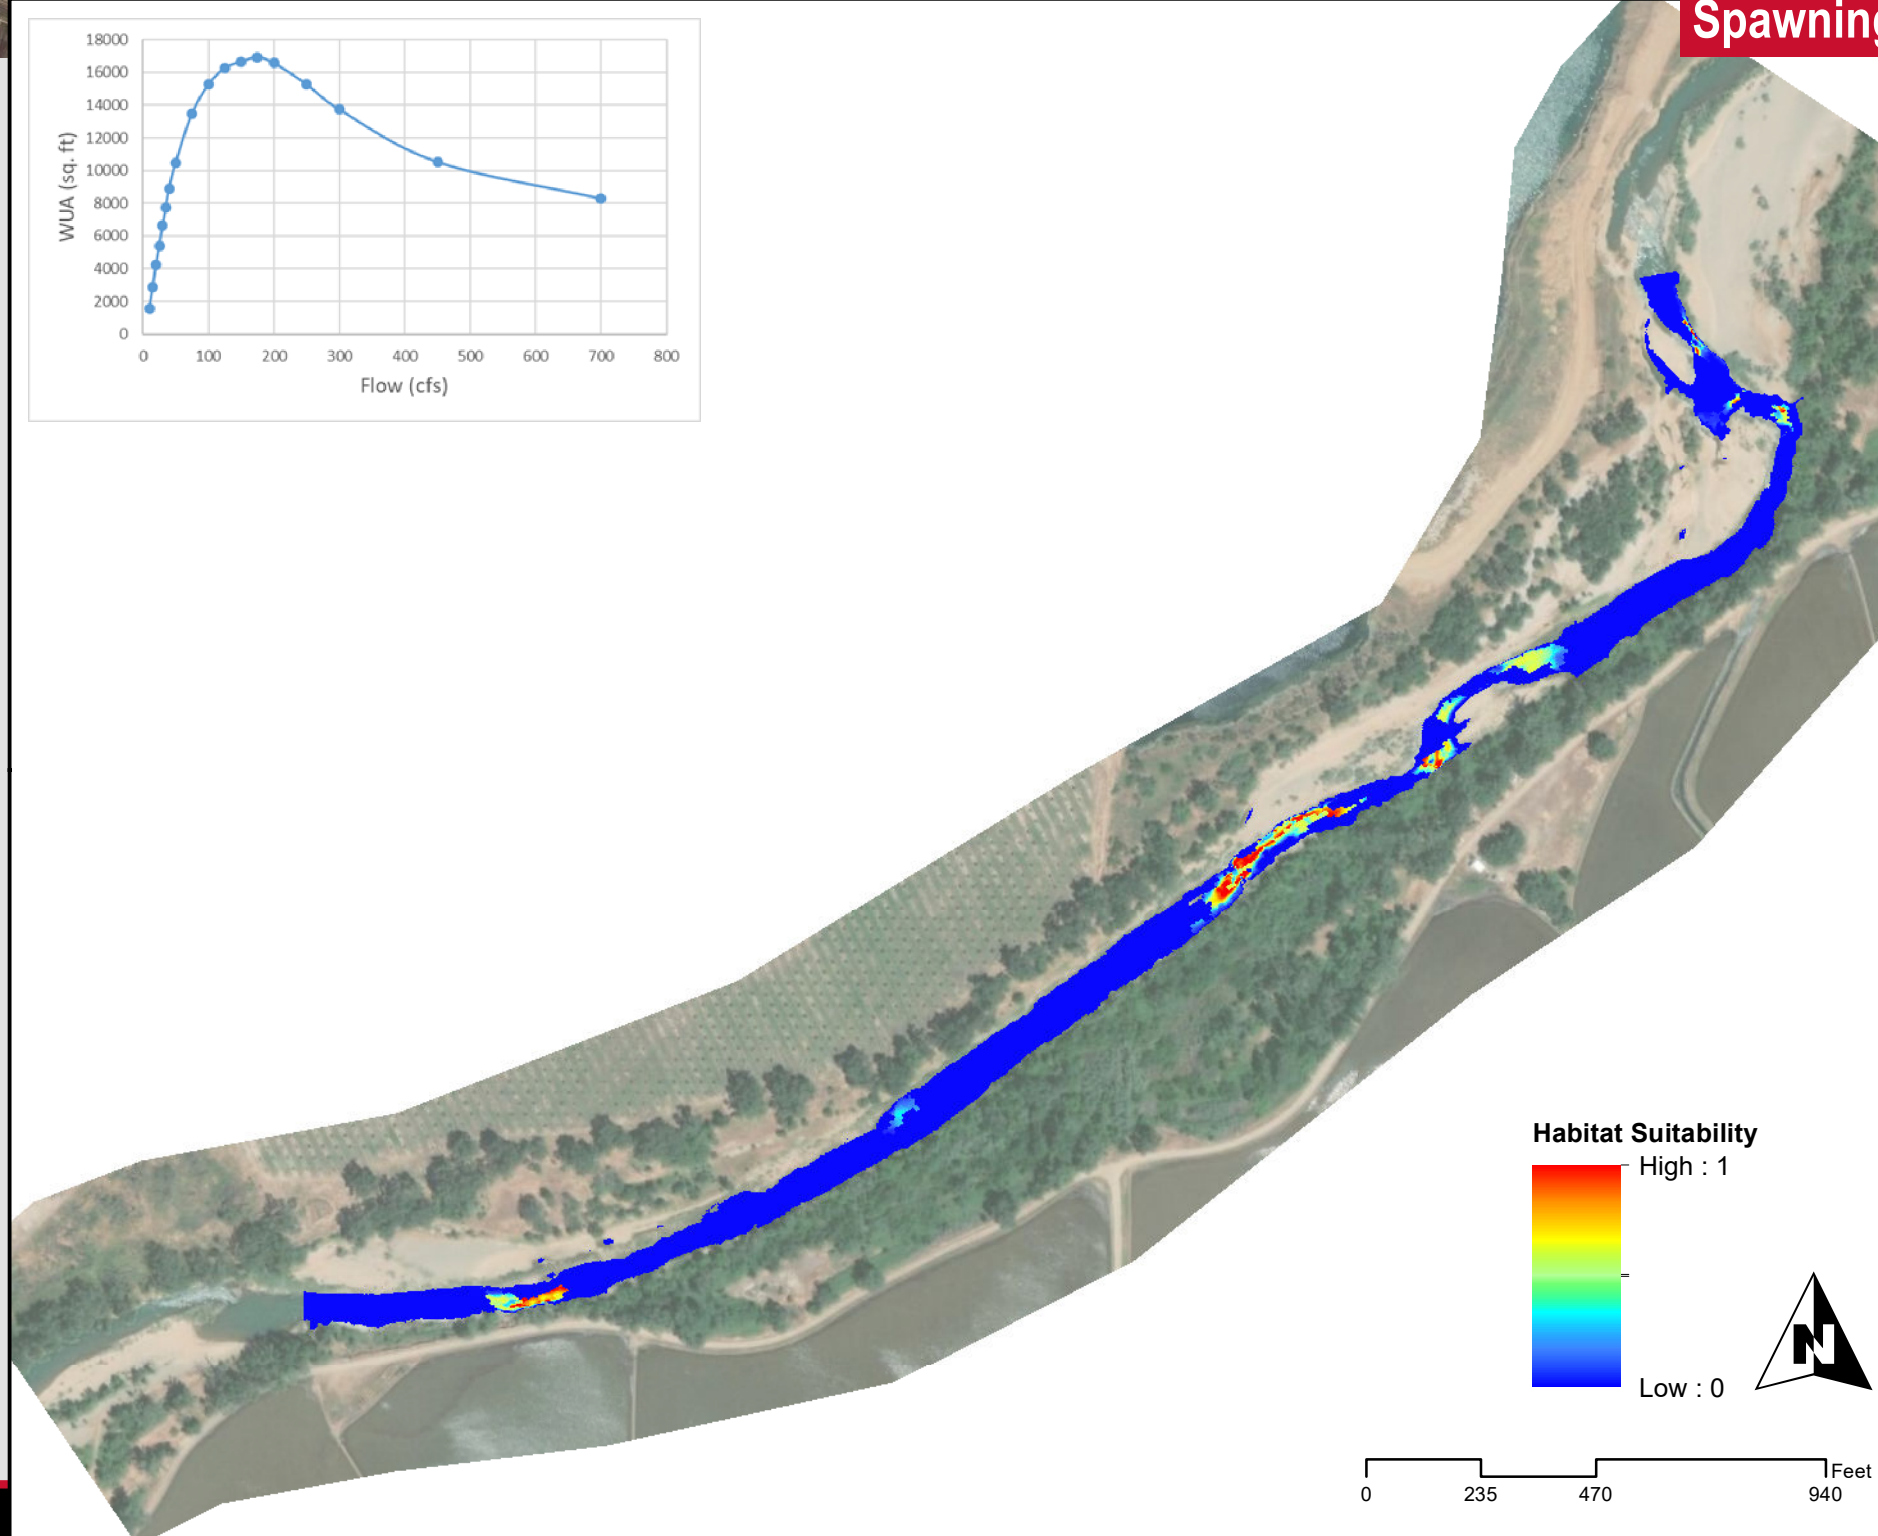 Spawning
18000
16000
14000
12000
10000
8000
6000
4000
2000
0
WUA (sq. ft)
0 100 200 300 400 500 600 700 800
Flow (cfs)
Habitat Suitability
High : 1
Low : 0
N
Feet
0 235 470 940